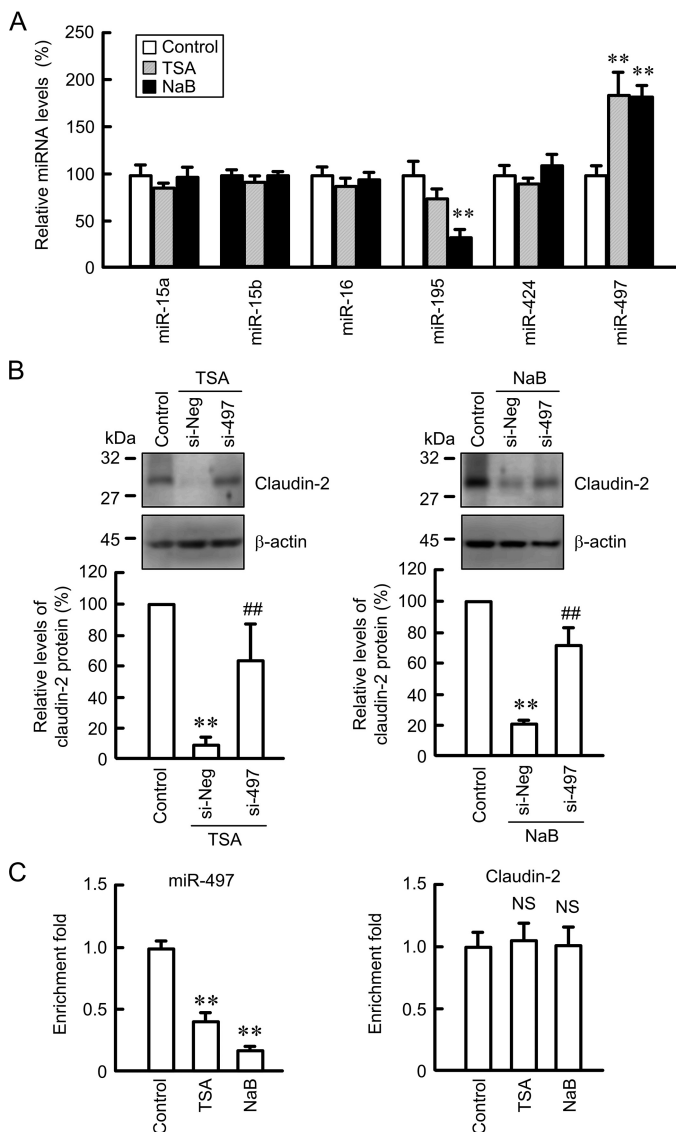 A
Relative miRNA levels (%)
250
200
150
100
50
0
Control
TSA
NaB
**
** **
miR-15a
miR-15b
miR-16
miR-195
miR-424
miR-497
B
TSA
Control
si-Neg
si-497
kDa
32
27
Claudin-2
45
β-actin
Relative levels of
claudin-2 protein (%)
120
100
80
60
40
20
0
**
##
Control
si-Neg
si-497
TSA
NaB
Control
si-Neg
si-497
kDa
32
27
Claudin-2
45
β-actin
Relative levels of
claudin-2 protein (%)
120
100
80
60
40
20
0
**
##
Control
si-Neg
si-497
NaB
C
miR-497
Enrichment fold
1.5
1.0
0.5
0
**
**
Control
TSA
NaB
Claudin-2
Enrichment fold
1.5
1.0
0.5
0
NS
NS
Control
TSA
NaB